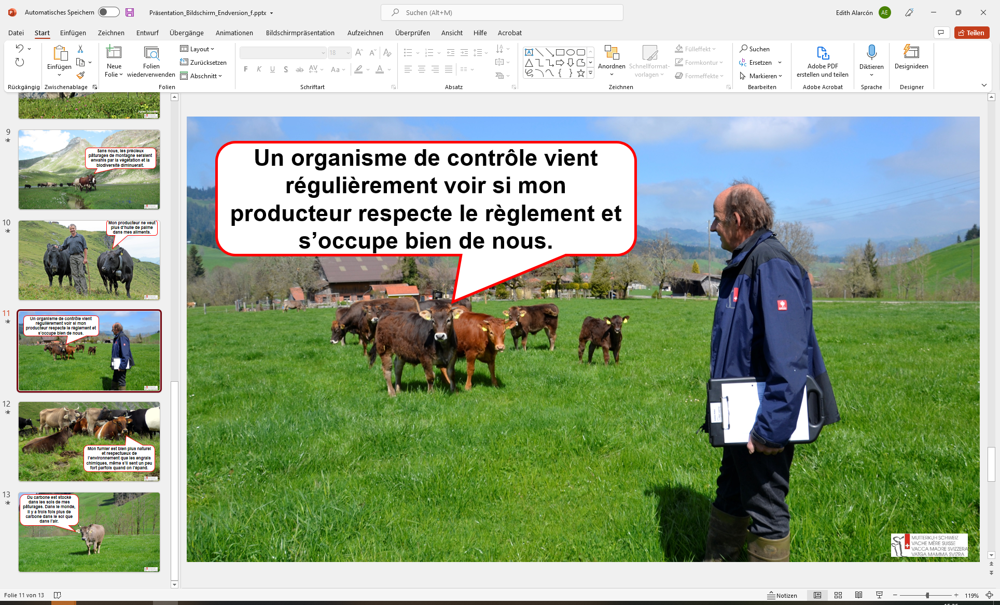 Automatisches Speichern
Präsentation_Bildschirm_Endversion_f.pptx
Suchen (Alt+M)
Edith Alarcón
AE
Datei Start Einfügen Zeichnen Entwurf Übergänge Animationen Bildschirmpräsentation Aufzeichnen Überprüfen Ansicht Hilfe Acrobat
Teilen
Einfügen
Neue
Folie
Folien
wiederverwenden
Layout
Zurücksetzen
Abschnitt
18
F K U S ab AV Aa A
Anordnen
Schnellformat-
vorlagen
Fülleffekt
Formkontur
Formeffekte
Suchen
Ersetzen
Markieren
Adobe PDF
erstellen und teilen
Diktieren
Designideen
Rückgängig Zwischenablage Folien Schriftart Absatz Zeichnen Bearbeiten Adobe Acrobat Sprache Designer
Agnes Schneider
9
Sans nous, les précieux
pâturages de montagne seraient
envahis par la végétation et la
biodiversité diminuerait.
10
Mon producteur ne veut
plus d'huile de palme
dans mes aliments.
11
Un organisme de contrôle vient
régulièrement voir si mon
producteur respecte le règlement et
s'occupe bien de nous.
12
Mon fumier est bien plus naturel
et respectueux de
l'environnement que les engrais
chimiques, même s'il sent un peu
fort parfois quand on l'épand.
13
Du carbone est stocké
dans les sols de mes
pâturages. Dans le monde,
il y a trois fois plus de
carbone dans le sol que
dans l'air.
Un organisme de contrôle vient
régulièrement voir si mon
producteur respecte le règlement et
s’occupe bien de nous.
MUTTERKUH SCHWEIZ
VACHE MÈRE SUISSE
VACCA MADRE SVIZZERA
VATGA MAMMA SVIZRA
Folie 11 von 13
Notizen
119%